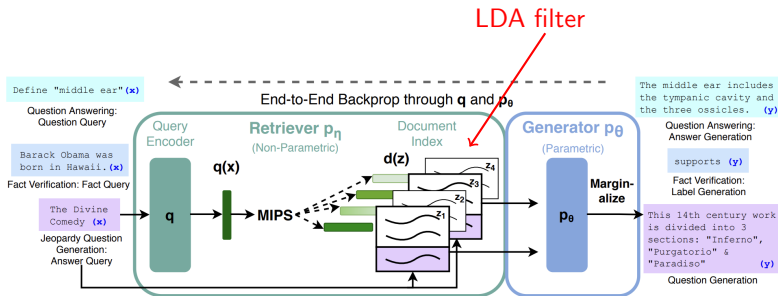 LDA filter
End-to-End Backprop through q and pθ
Define "middle ear"(x)
Question Answering:
Question Query
Barack Obama was
born in Hawaii.(x)
Fact Verification: Fact Query
The Divine
Comedy (x)
Jeopardy Question
Generation:
Answer Query
Query
Encoder
q
q(x)
Retriever pη
(Non-Parametric)
MIPS
Document
Index
d(z)
z4
z3
z2
z1
Generator pθ
(Parametric)
pθ
Margin-
alize
The middle ear includes
the tympanic cavity and
the three ossicles. (y)
Question Answering:
Answer Generation
supports (y)
Fact Verification:
Label Generation
This 14th century work
is divided into 3
sections: "Inferno",
"Purgatorio" &
"Paradiso" (y)
Question Generation